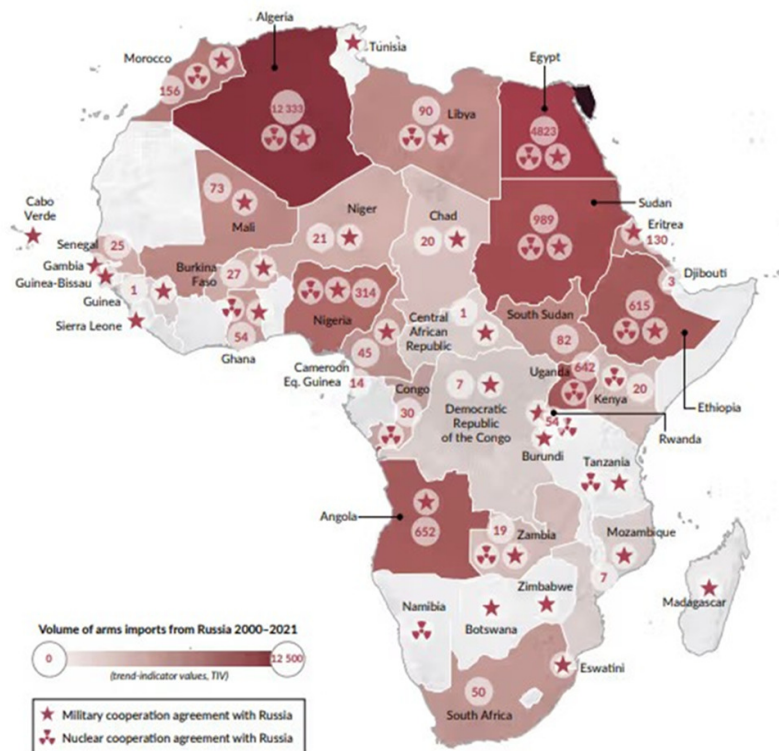 Algeria
Morocco
Tunisia
Egypt
156
12 333
90
Libya
4823
Cabo
Verde
73
Mali
Niger
Chad
989
Sudan
Eritrea
130
Senegal
25
21
20
Gambia
Guinea-Bissau
Burkina
Faso
27
3
Djibouti
Guinea
1
Sierra Leone
314
Nigeria
615
Central
African
Republic
1
South Sudan
82
Ghana
54
Cameroon
45
Eq. Guinea
14
Uganda
642
Kenya
20
Ethiopia
Congo
30
7
Democratic
Republic
of the Congo
54
Rwanda
Burundi
Tanzania
Angola
652
19
Zambia
Mozambique
7
Zimbabwe
Madagascar
Namibia
Botswana
Eswatini
50
South Africa
Volume of arms imports from Russia 2000–2021
0
12 500
(trend-indicator values, TIV)
Military cooperation agreement with Russia
Nuclear cooperation agreement with Russia